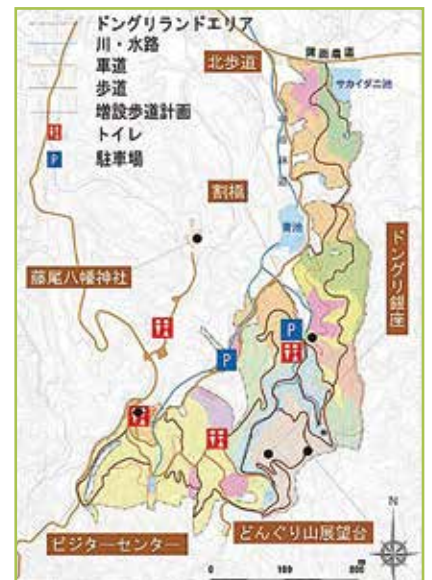 ドングリランドエリア
川・水路
車道
歩道
増設歩道計画
トイレ
P 駐車場
北歩道
サカイダニ池
割橋
青池
藤尾八幡神社
ドングリ銀座
P
P
ビジターセンター
どんぐり山展望台
N
0